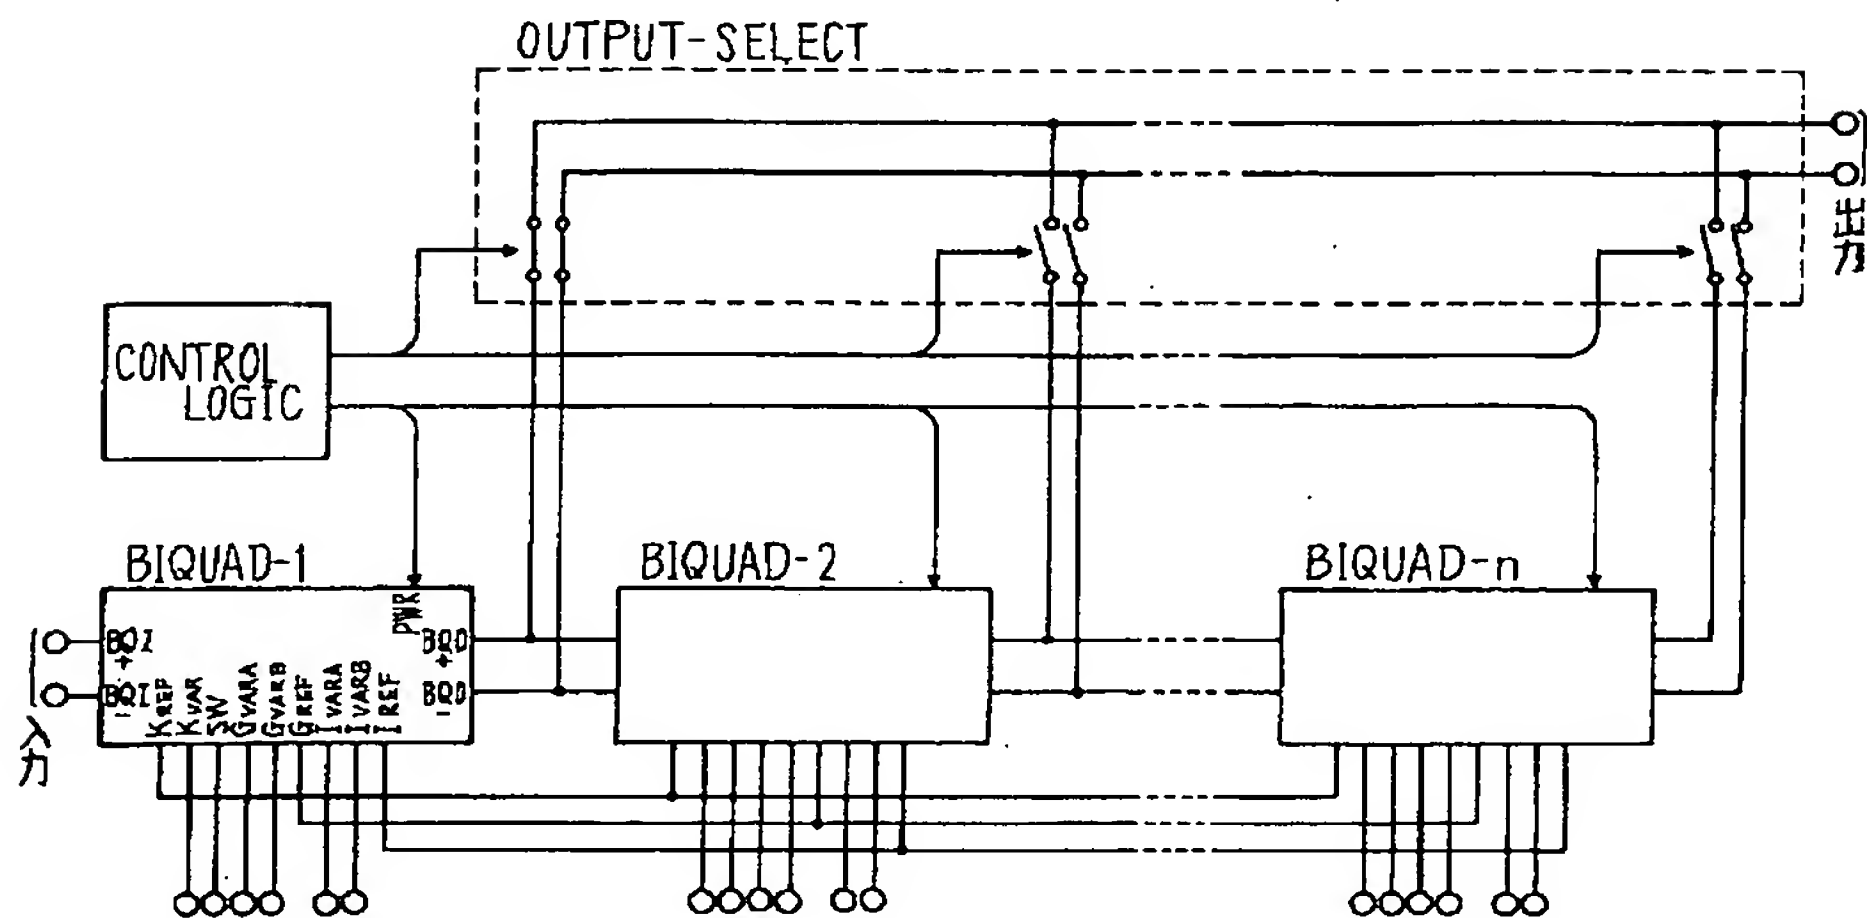 OUTPUT-SELECT
出力
CONTROL
LOGIC
BIQUAD-1
BIQUAD-2
BIQUAD-n
PWR
BQI
+
BQO
+
BQI
-
BQO
-
KREF
KVAR
SW
GVARA
GVARB
GREF
IVARA
IVARB
IREF
入力